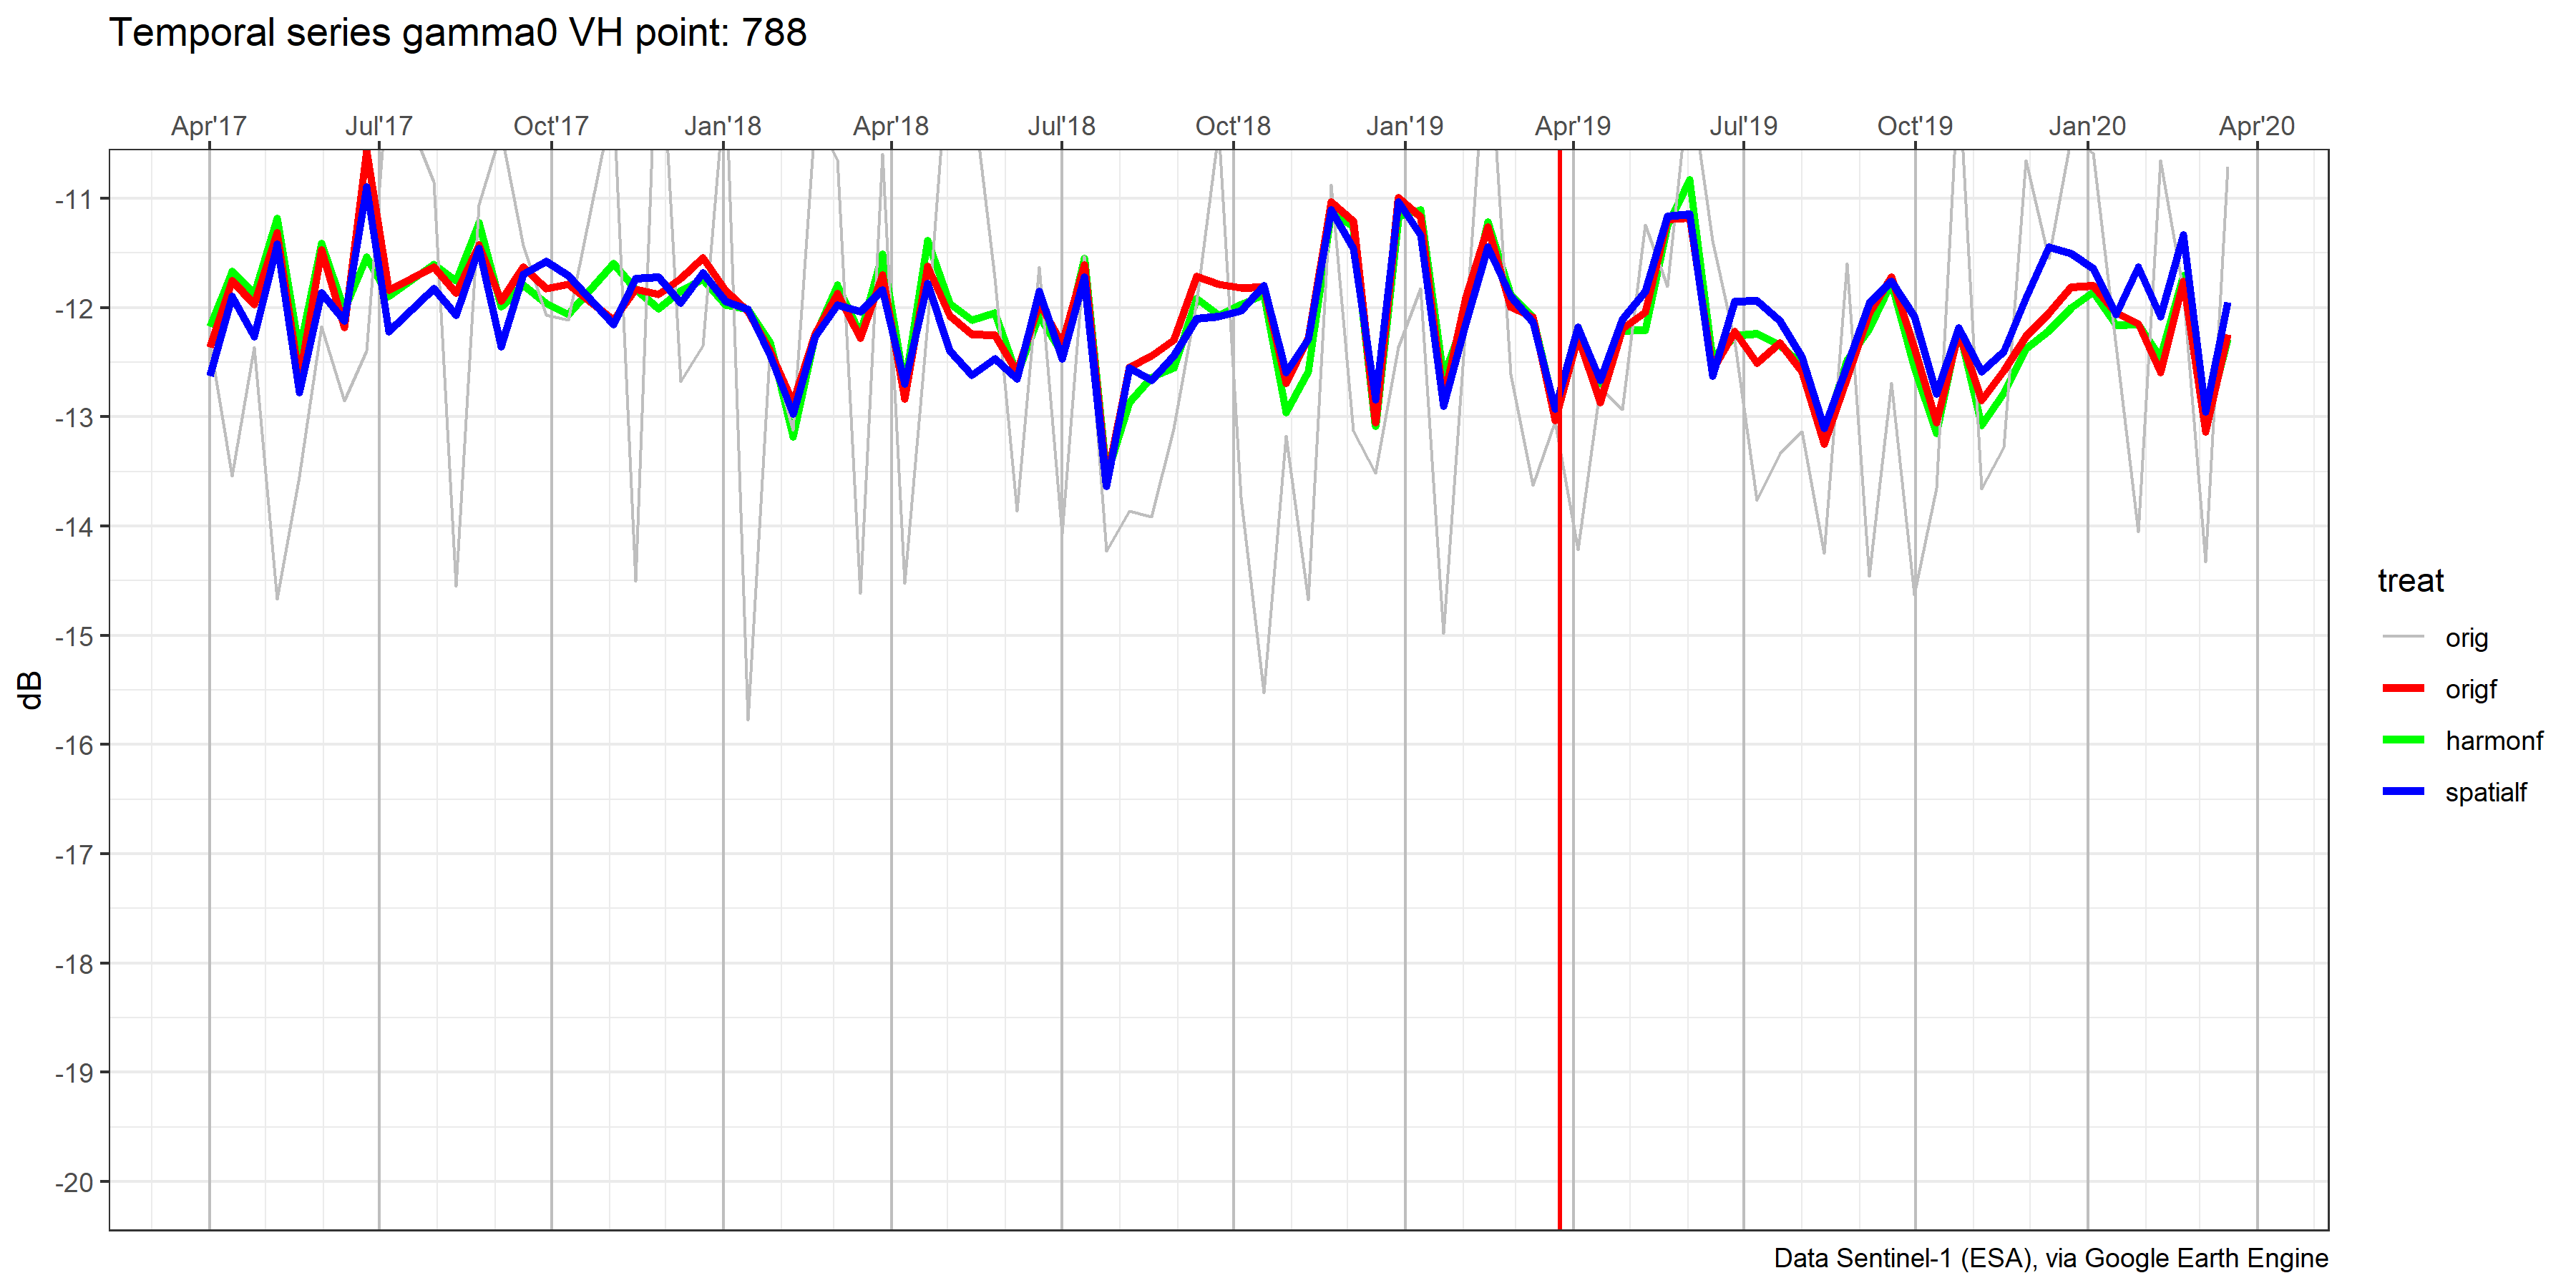 Temporal series gamma0 VH point: 788
Apr'17 Jul'17 Oct'17 Jan'18 Apr'18 Jul'18 Oct'18 Jan'19 Apr'19 Jul'19 Oct'19 Jan'20 Apr'20
-11
-12
-13
-14
-15
-16
-17
-18
-19
-20
dB
treat
orig
origf
harmonf
spatialf
Data Sentinel-1 (ESA), via Google Earth Engine